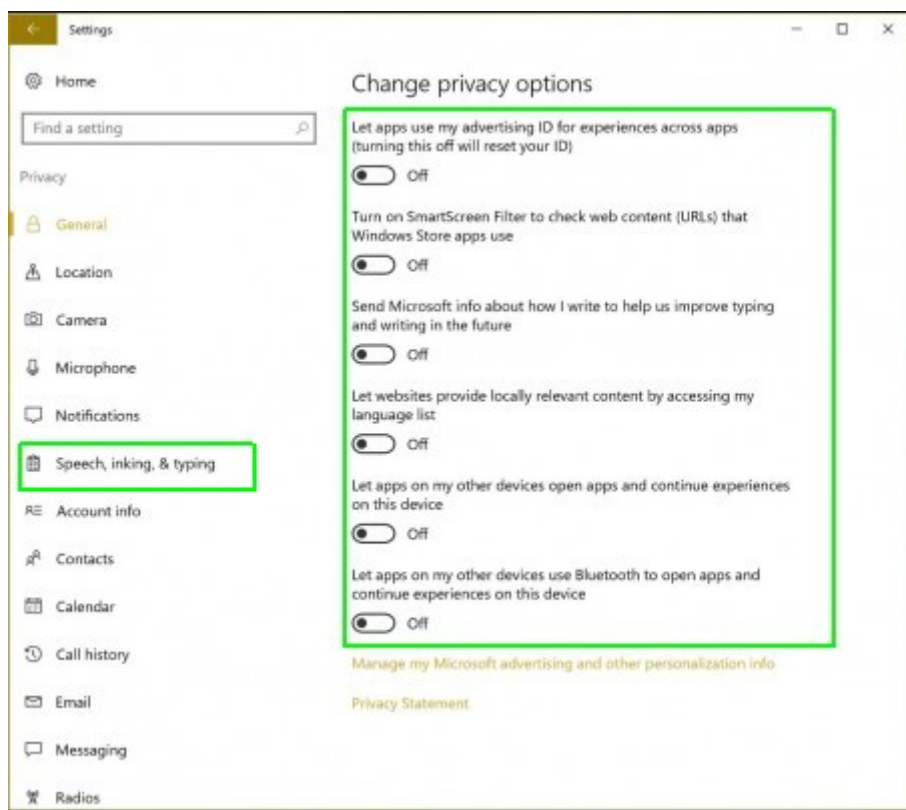 Settings
Home
Find a setting
Privacy
General
Location
Camera
Microphone
Notifications
Speech, inking, & typing
Account info
Contacts
Calendar
Call history
Email
Messaging
Radios
Change privacy options
Let apps use my advertising ID for experiences across apps
(turning this off will reset your ID)
Off
Turn on SmartScreen Filter to check web content (URLs) that
Windows Store apps use
Off
Send Microsoft info about how I write to help us improve typing
and writing in the future
Off
Let websites provide locally relevant content by accessing my
language list
Off
Let apps on my other devices open apps and continue experiences
on this device
Off
Let apps on my other devices use Bluetooth to open apps and
continue experiences on this device
Off
Manage my Microsoft advertising and other personalization info
Privacy Statement